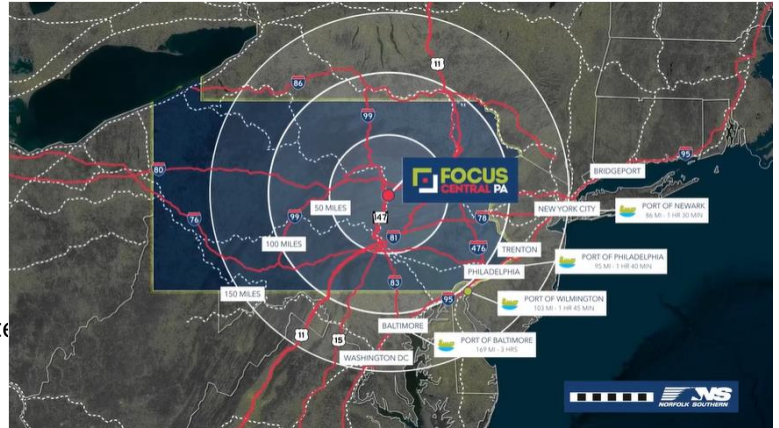 11
86
99
FOCUS
CENTRAL PA
80
95
BRIDGEPORT
50 MILES
PORT OF NEWARK
86 MI - 1 HR 30 MIN
NEW YORK CITY
76
99
147
78
100 MILES
81
476
TRENTON
PORT OF PHILADELPHIA
95 MI - 1 HR 40 MIN
PHILADELPHIA
83
150 MILES
95
PORT OF WILMINGTON
103 MI - 1 HR 45 MIN
BALTIMORE
11
15
PORT OF BALTIMORE
169 MI - 3 HRS
WASHINGTON DC
NS
NORFOLK SOUTHERN